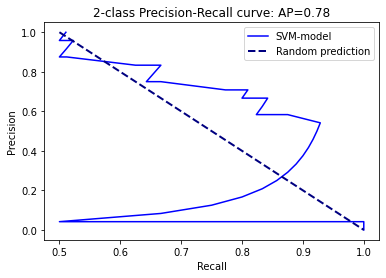 2-class Precision-Recall curve: AP=0.78
SVM-model
Random prediction
Precision
1.0
0.8
0.6
0.4
0.2
0.0
0.5 0.6 0.7 0.8 0.9 1.0
Recall